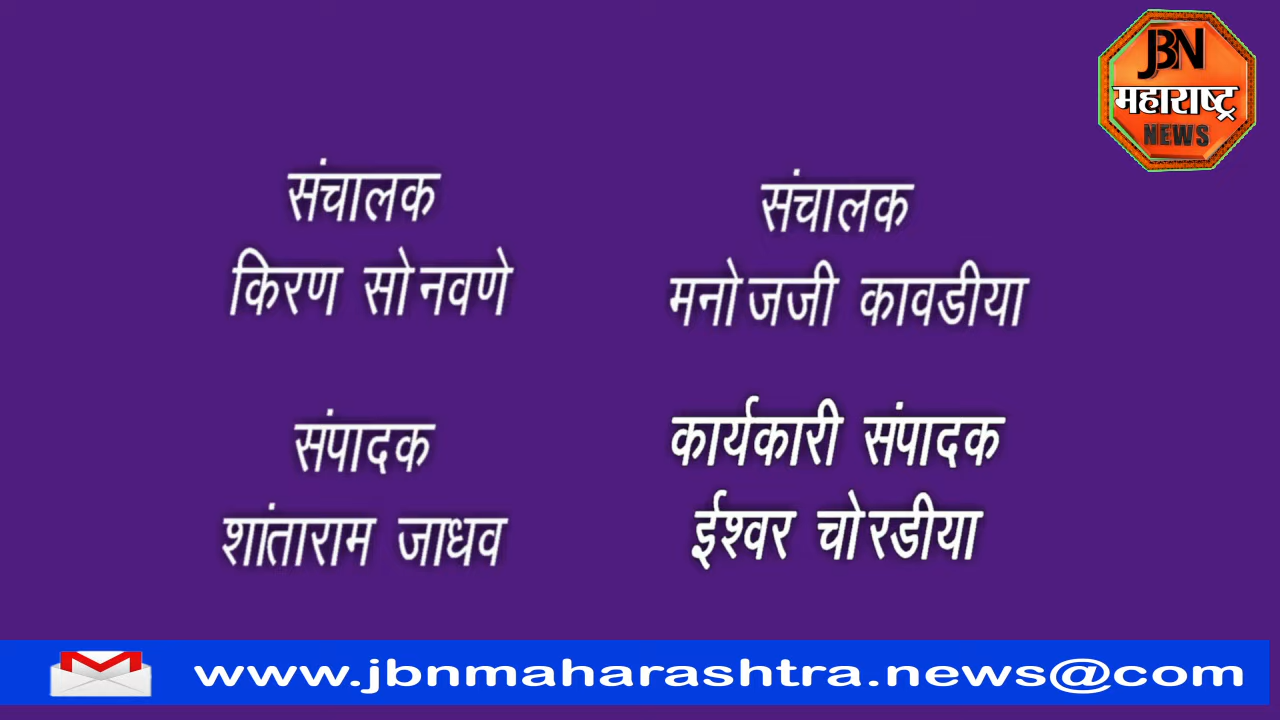 JBN
महाराष्ट्र
NEWS
संचालक
किरण सोनवणे
संचालक
मनोजजी कावडीया
संपादक
शांताराम जाधव
कार्यकारी संपादक
ईश्वर चोरडीया
www.jbnmaharashtra.news@com